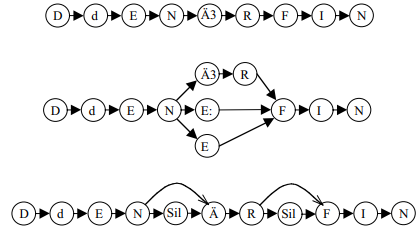 D d E N Ä3 R F I N
Ä3 R
D d E N E: F I N
E
D d E N Sil Ä R Sil F I N